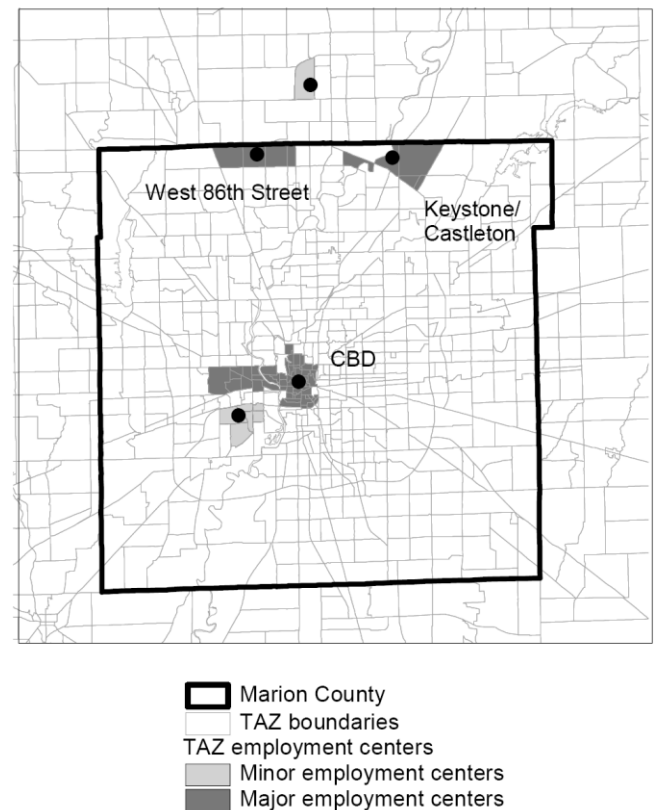 West 86th Street
Keystone/
Castleton
CBD
Marion County
TAZ boundaries
TAZ employment centers
Minor employment centers
Major employment centers